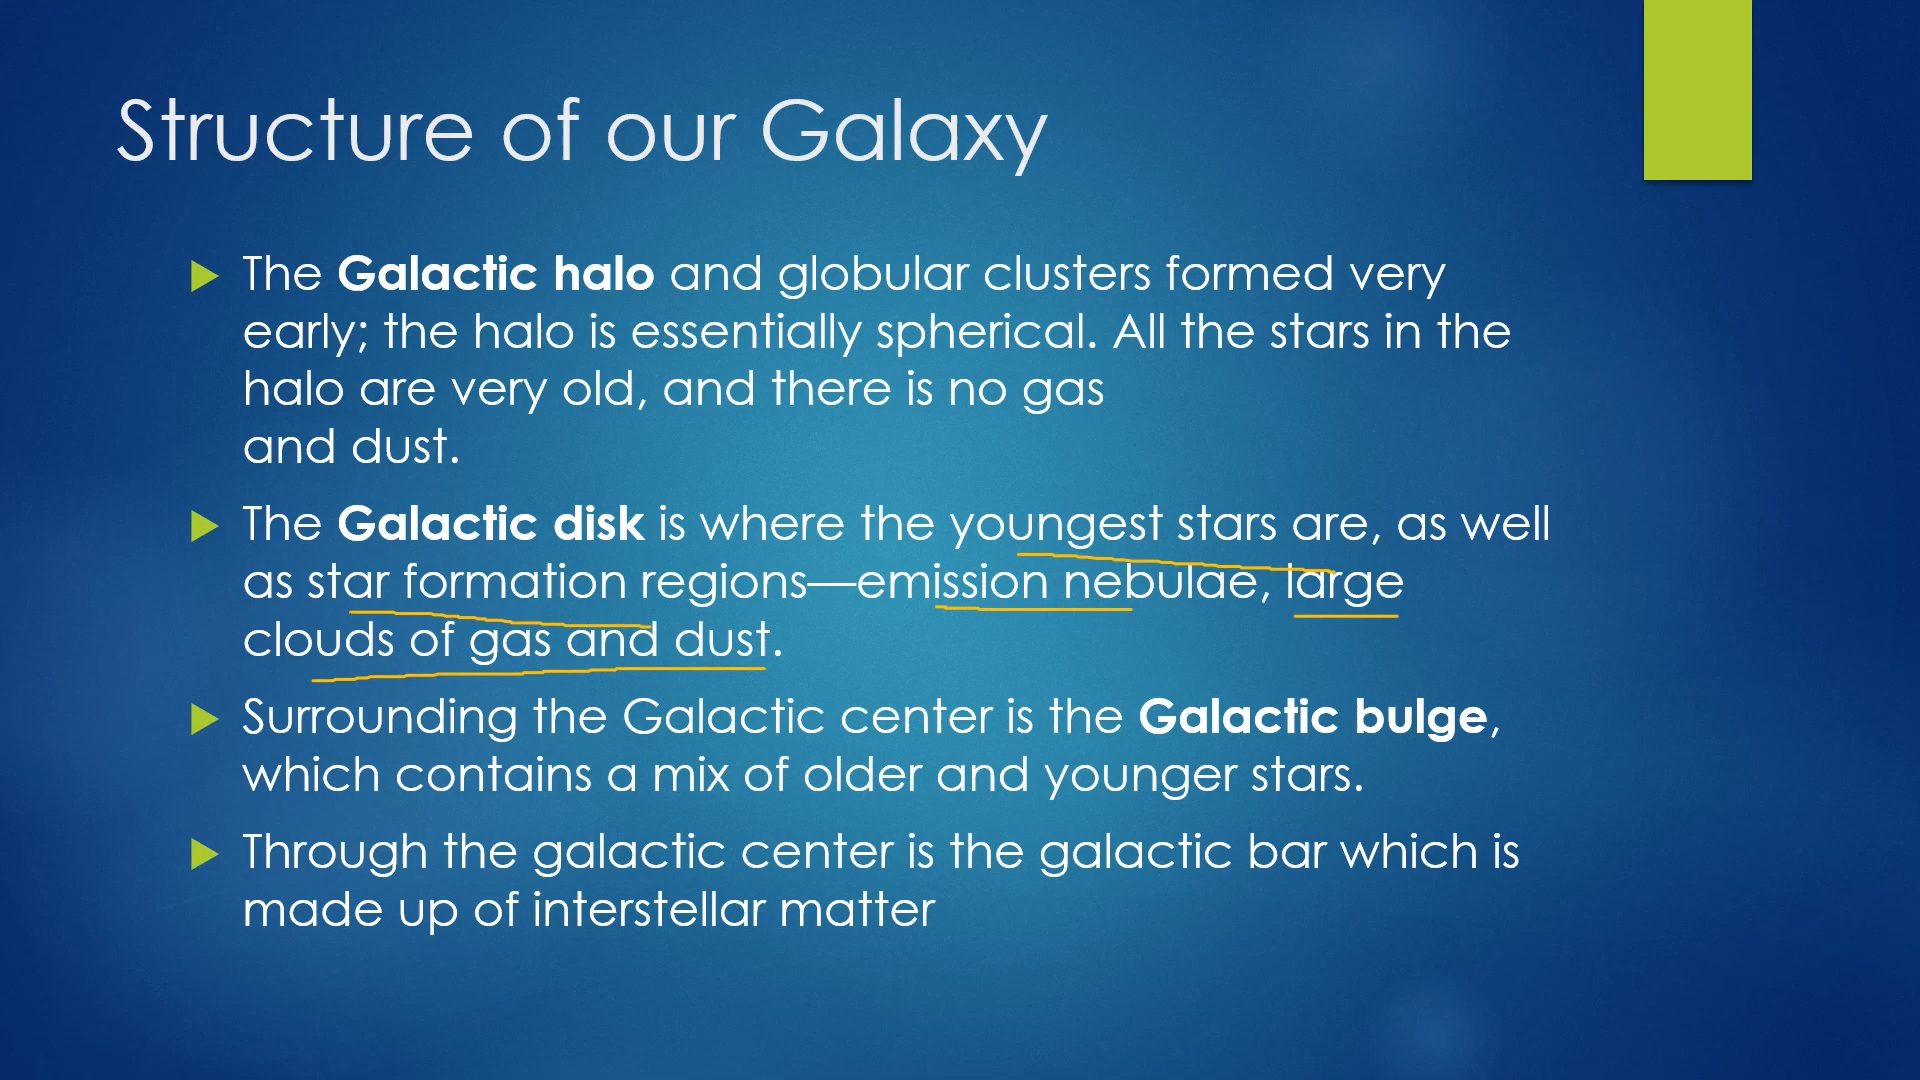 Structure of our Galaxy
The Galactic halo and globular clusters formed very
early; the halo is essentially spherical. All the stars in the
halo are very old, and there is no gas
and dust.
The Galactic disk is where the youngest stars are, as well
as star formation regions—emission nebulae, large
clouds of gas and dust.
Surrounding the Galactic center is the Galactic bulge,
which contains a mix of older and younger stars.
Through the galactic center is the galactic bar which is
made up of interstellar matter